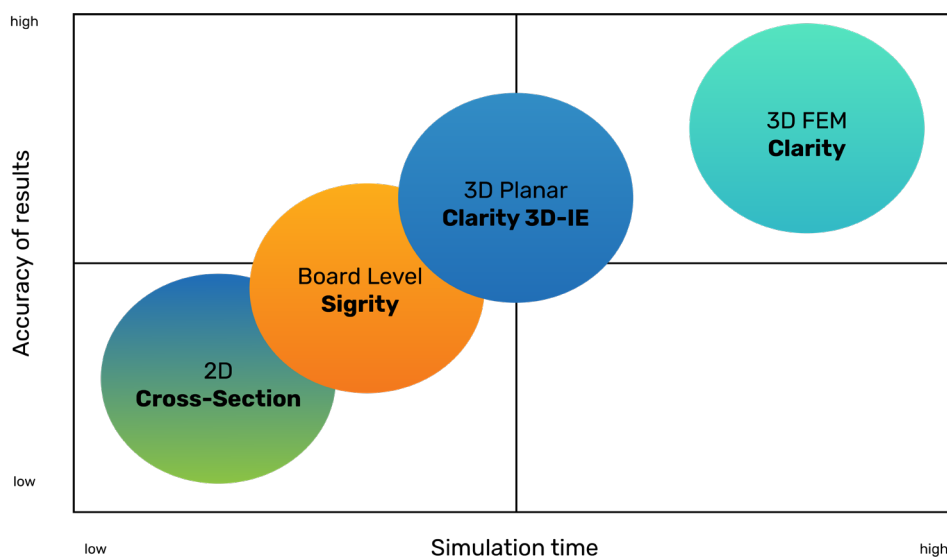 high
3D FEM
Clarity
3D Planar
Clarity 3D-IE
Accuracy of results
Board Level
Sigrity
2D
Cross-Section
low
low
Simulation time
high